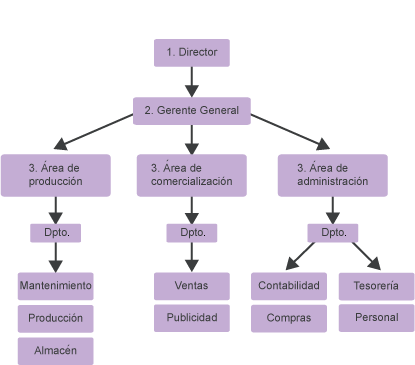 1. Director
2. Gerente General
3. Área de
producción
3. Área de
comercialización
3. Área de
administración
Dpto.
Dpto.
Dpto.
Mantenimiento
Ventas
Contabilidad
Tesorería
Producción
Publicidad
Compras
Personal
Almacén